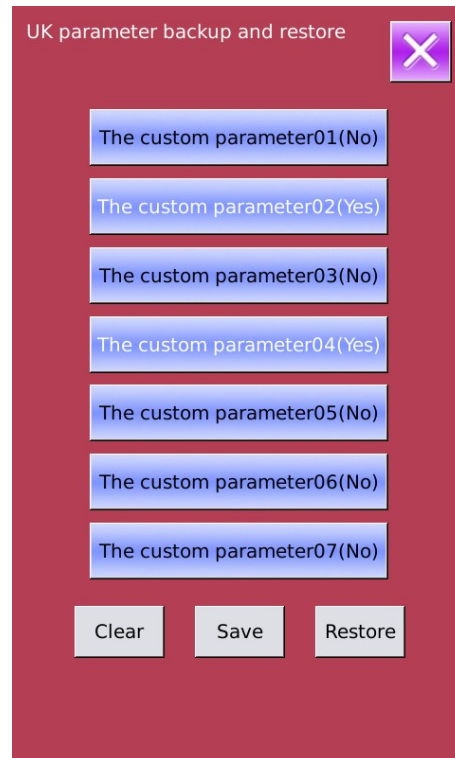 UK parameter backup and restore
The custom parameter01(No)
The custom parameter02(Yes)
The custom parameter03(No)
The custom parameter04(Yes)
The custom parameter05(No)
The custom parameter06(No)
The custom parameter07(No)
Clear Save Restore